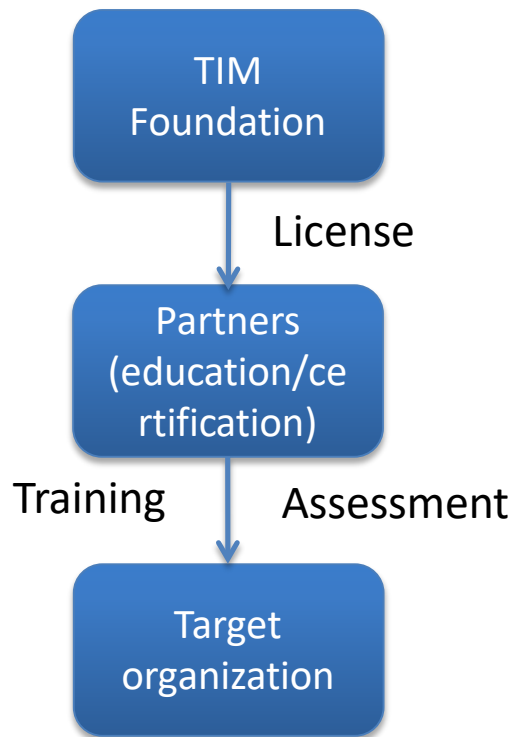 TIM
Foundation
License
Partners
(education/ce
rtification)
Training
Assessment
Target
organization